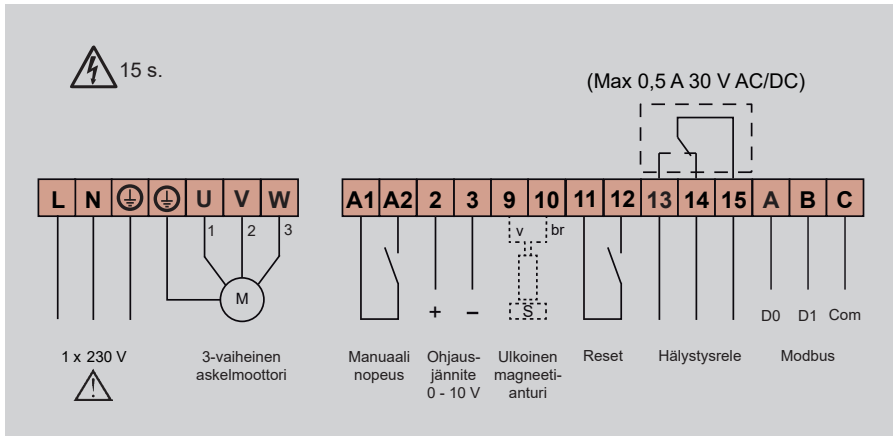 15 s.
(Max 0,5 A 30 V AC/DC)
L N U V W
A1 A2 2 3 9 10 11 12 13 14 15 A B C
1 2 3
v br
M
+ –
S
D0 D1 Com
1 x 230 V
3-vaiheinen
askelmoottori
Manuaali
nopeus
Ohjaus-
jännite
0 - 10 V
Ulkoinen
magneeti-
anturi
Reset
Hälystysrele
Modbus